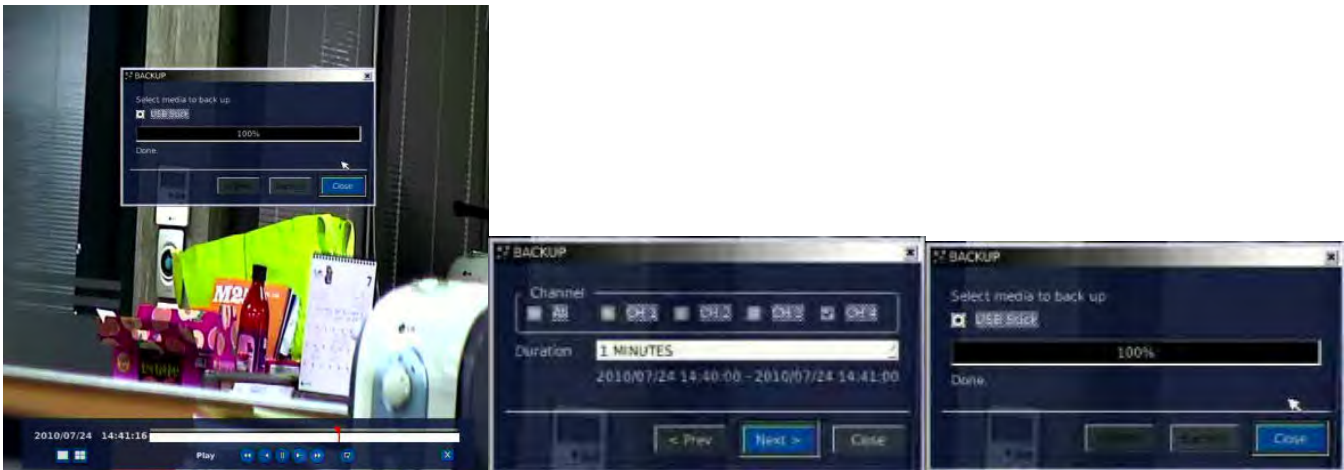 BACKUP
Select media to back up
USB Stick
100%
Done.
Close
M2
7
2010/07/24 14:41:16
Play
BACKUP
Channel
All CH 1 CH 2 CH 3 CH 4
Duration 1 MINUTES
2010/07/24 14:40:00 - 2010/07/24 14:41:00
< Prev Next > Close
BACKUP
Select media to back up
USB Stick
100%
Done.
Close